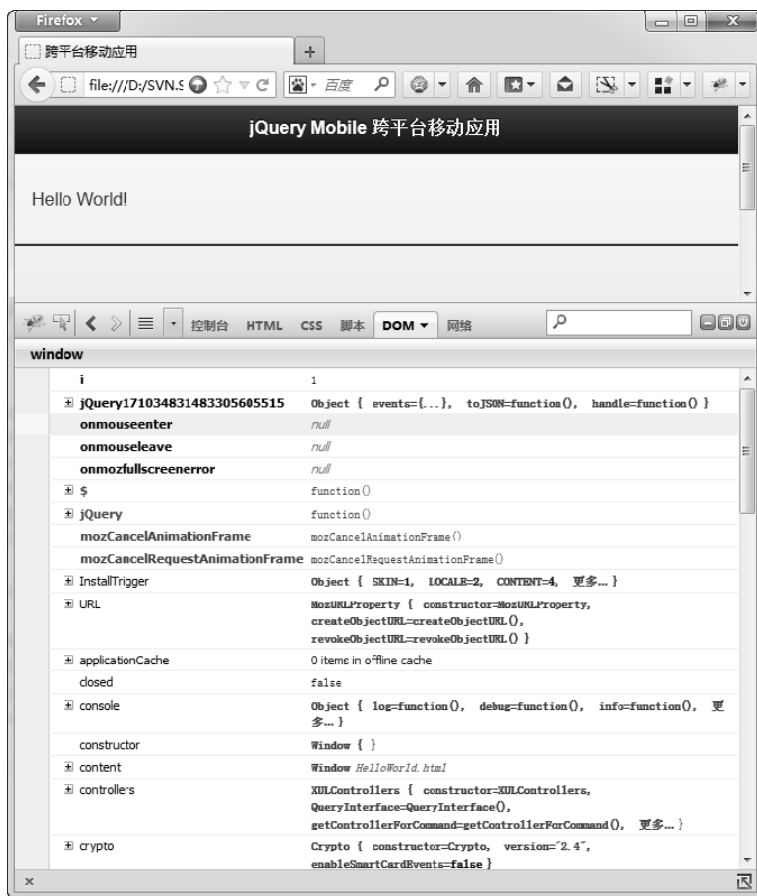 Firefox
跨平台移动应用
file:///D:/SVN.S
百度
jQuery Mobile 跨平台移动应用
Hello World!
控制台 HTML CSS 脚本 DOM 网络
window
i 1
jQuery171034831483305605515 Object { events={...}, toJSON=function(), handle=function() }
onmouseenter null
onmouseleave null
onmozfullscreenerror null
$ function()
jQuery function()
mozCancelAnimationFrame mozCancelAnimationFrame()
mozCancelRequestAnimationFrame mozCancelRequestAnimationFrame()
InstallTrigger Object { SKIN=1, LOCALE=2, CONTENT=4, 更多... }
URL MozURLProperty { constructor=MozURLProperty,
createObjectURL=createObjectURL(),
revokeObjectURL=revokeObjectURL() }
applicationCache 0 items in offline cache
closed false
console Object { log=function(), debug=function(), info=function(), 更
多... }
constructor Window { }
content Window HelloWorld.html
controllers XULControllers { constructor=XULControllers,
QueryInterface=QueryInterface(),
getControllerForCommand=getControllerForCommand(), 更多... }
crypto Crypto { constructor=Crypto, version="2.4",
enableSmartCardEvents=false }